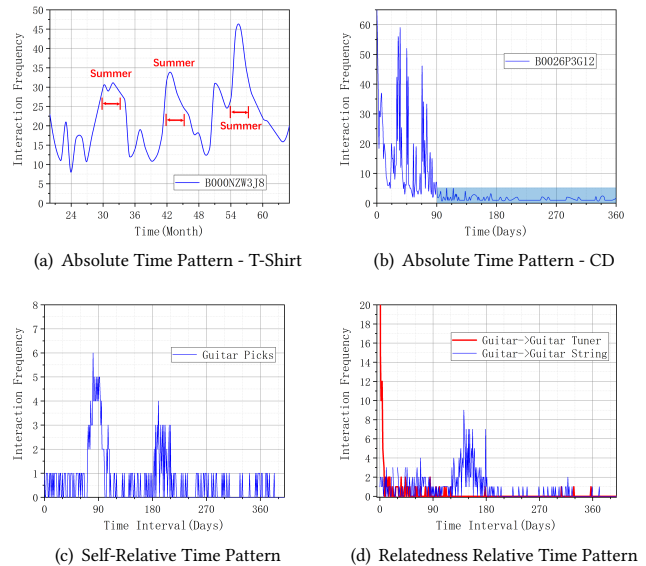 50
45
40
35
30
25
20
15
10
5
0
Interaction Frequency
Summer
Summer
Summer
B000NZW3J8
24 30 36 42 48 54 60
Time(Month)
(a) Absolute Time Pattern - T-Shirt
60
50
40
30
20
10
0
Interaction Frequency
B0026P3G12
0 90 180 270 360
Time(Days)
(b) Absolute Time Pattern - CD
8
7
6
5
4
3
2
1
0
Interaction Frequency
Guitar Picks
0 90 180 270 360
Time Interval(Days)
(c) Self-Relative Time Pattern
20
18
16
14
12
10
8
6
4
2
0
Interaction Frequency
Guitar->Guitar Tuner
Guitar->Guitar String
0 90 180 270 360
Time Interval(Days)
(d) Relatedness Relative Time Pattern